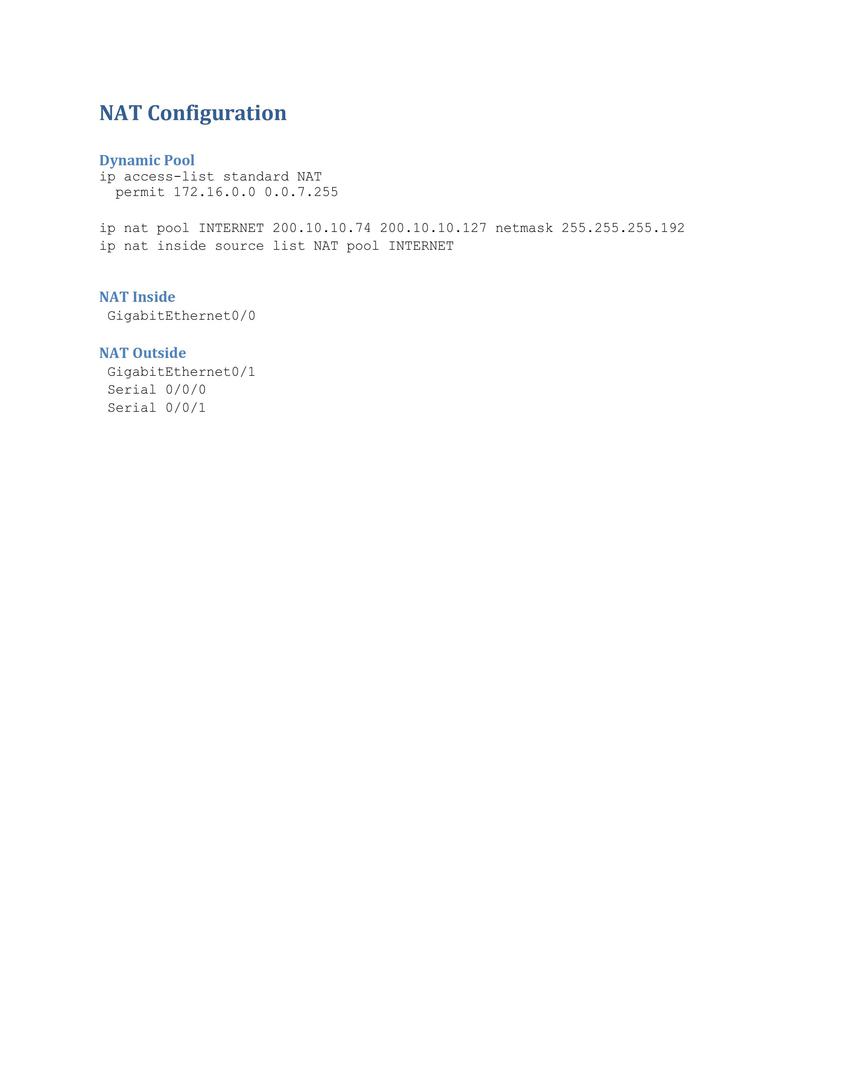 NAT Configuration
Dynamic Pool
ip access-list standard NAT
  permit 172.16.0.0 0.0.7.255
ip nat pool INTERNET 200.10.10.74 200.10.10.127 netmask 255.255.255.192
ip nat inside source list NAT pool INTERNET
NAT Inside
 GigabitEthernet0/0
NAT Outside
 GigabitEthernet0/1
 Serial 0/0/0
 Serial 0/0/1